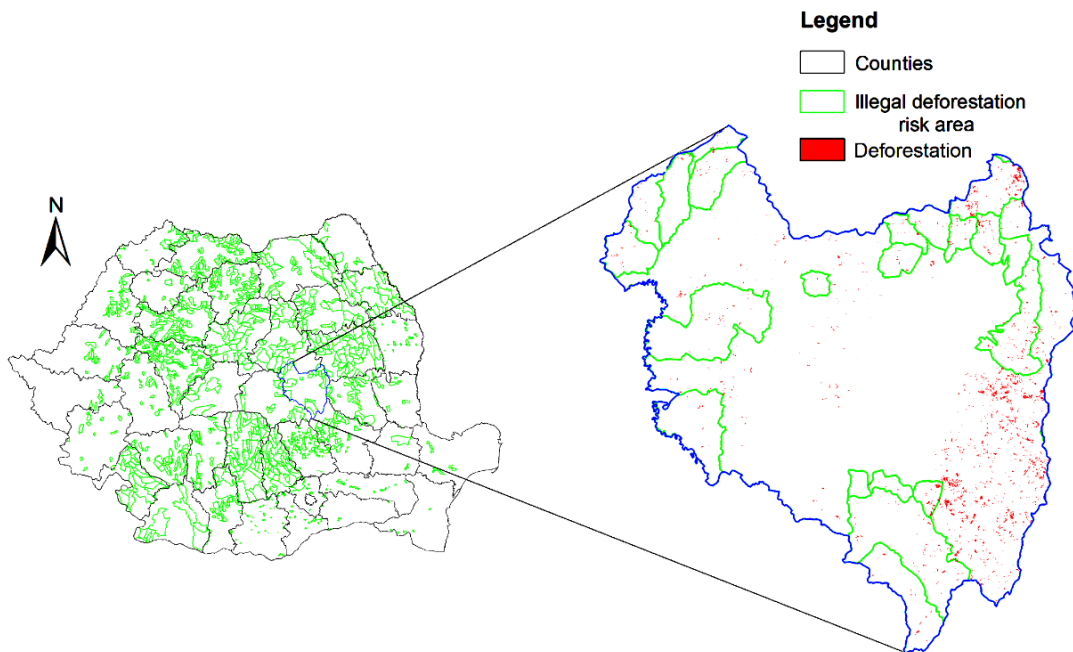 Legend
Counties
Illegal deforestation
risk area
Deforestation
N